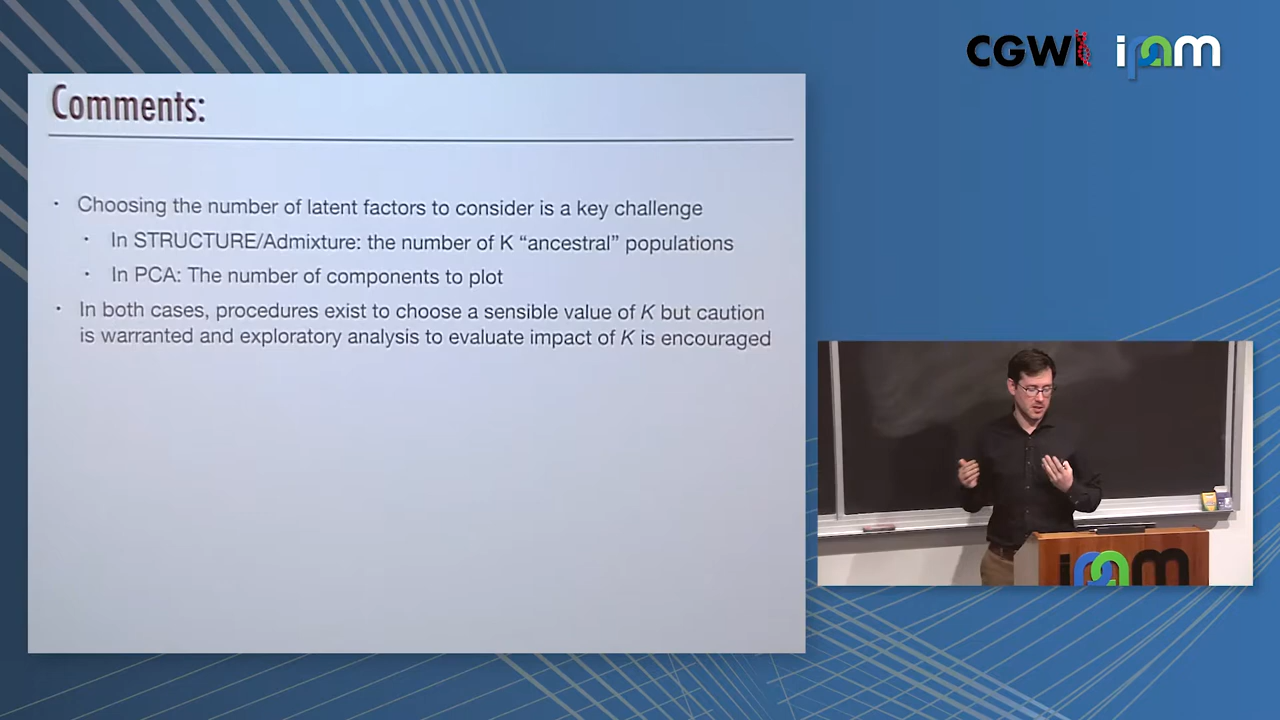 CGWI ipam
Comments:
· Choosing the number of latent factors to consider is a key challenge
· In STRUCTURE/Admixture: the number of K “ancestral” populations
· In PCA: The number of components to plot
· In both cases, procedures exist to choose a sensible value of K but caution
is warranted and exploratory analysis to evaluate impact of K is encouraged
ipam